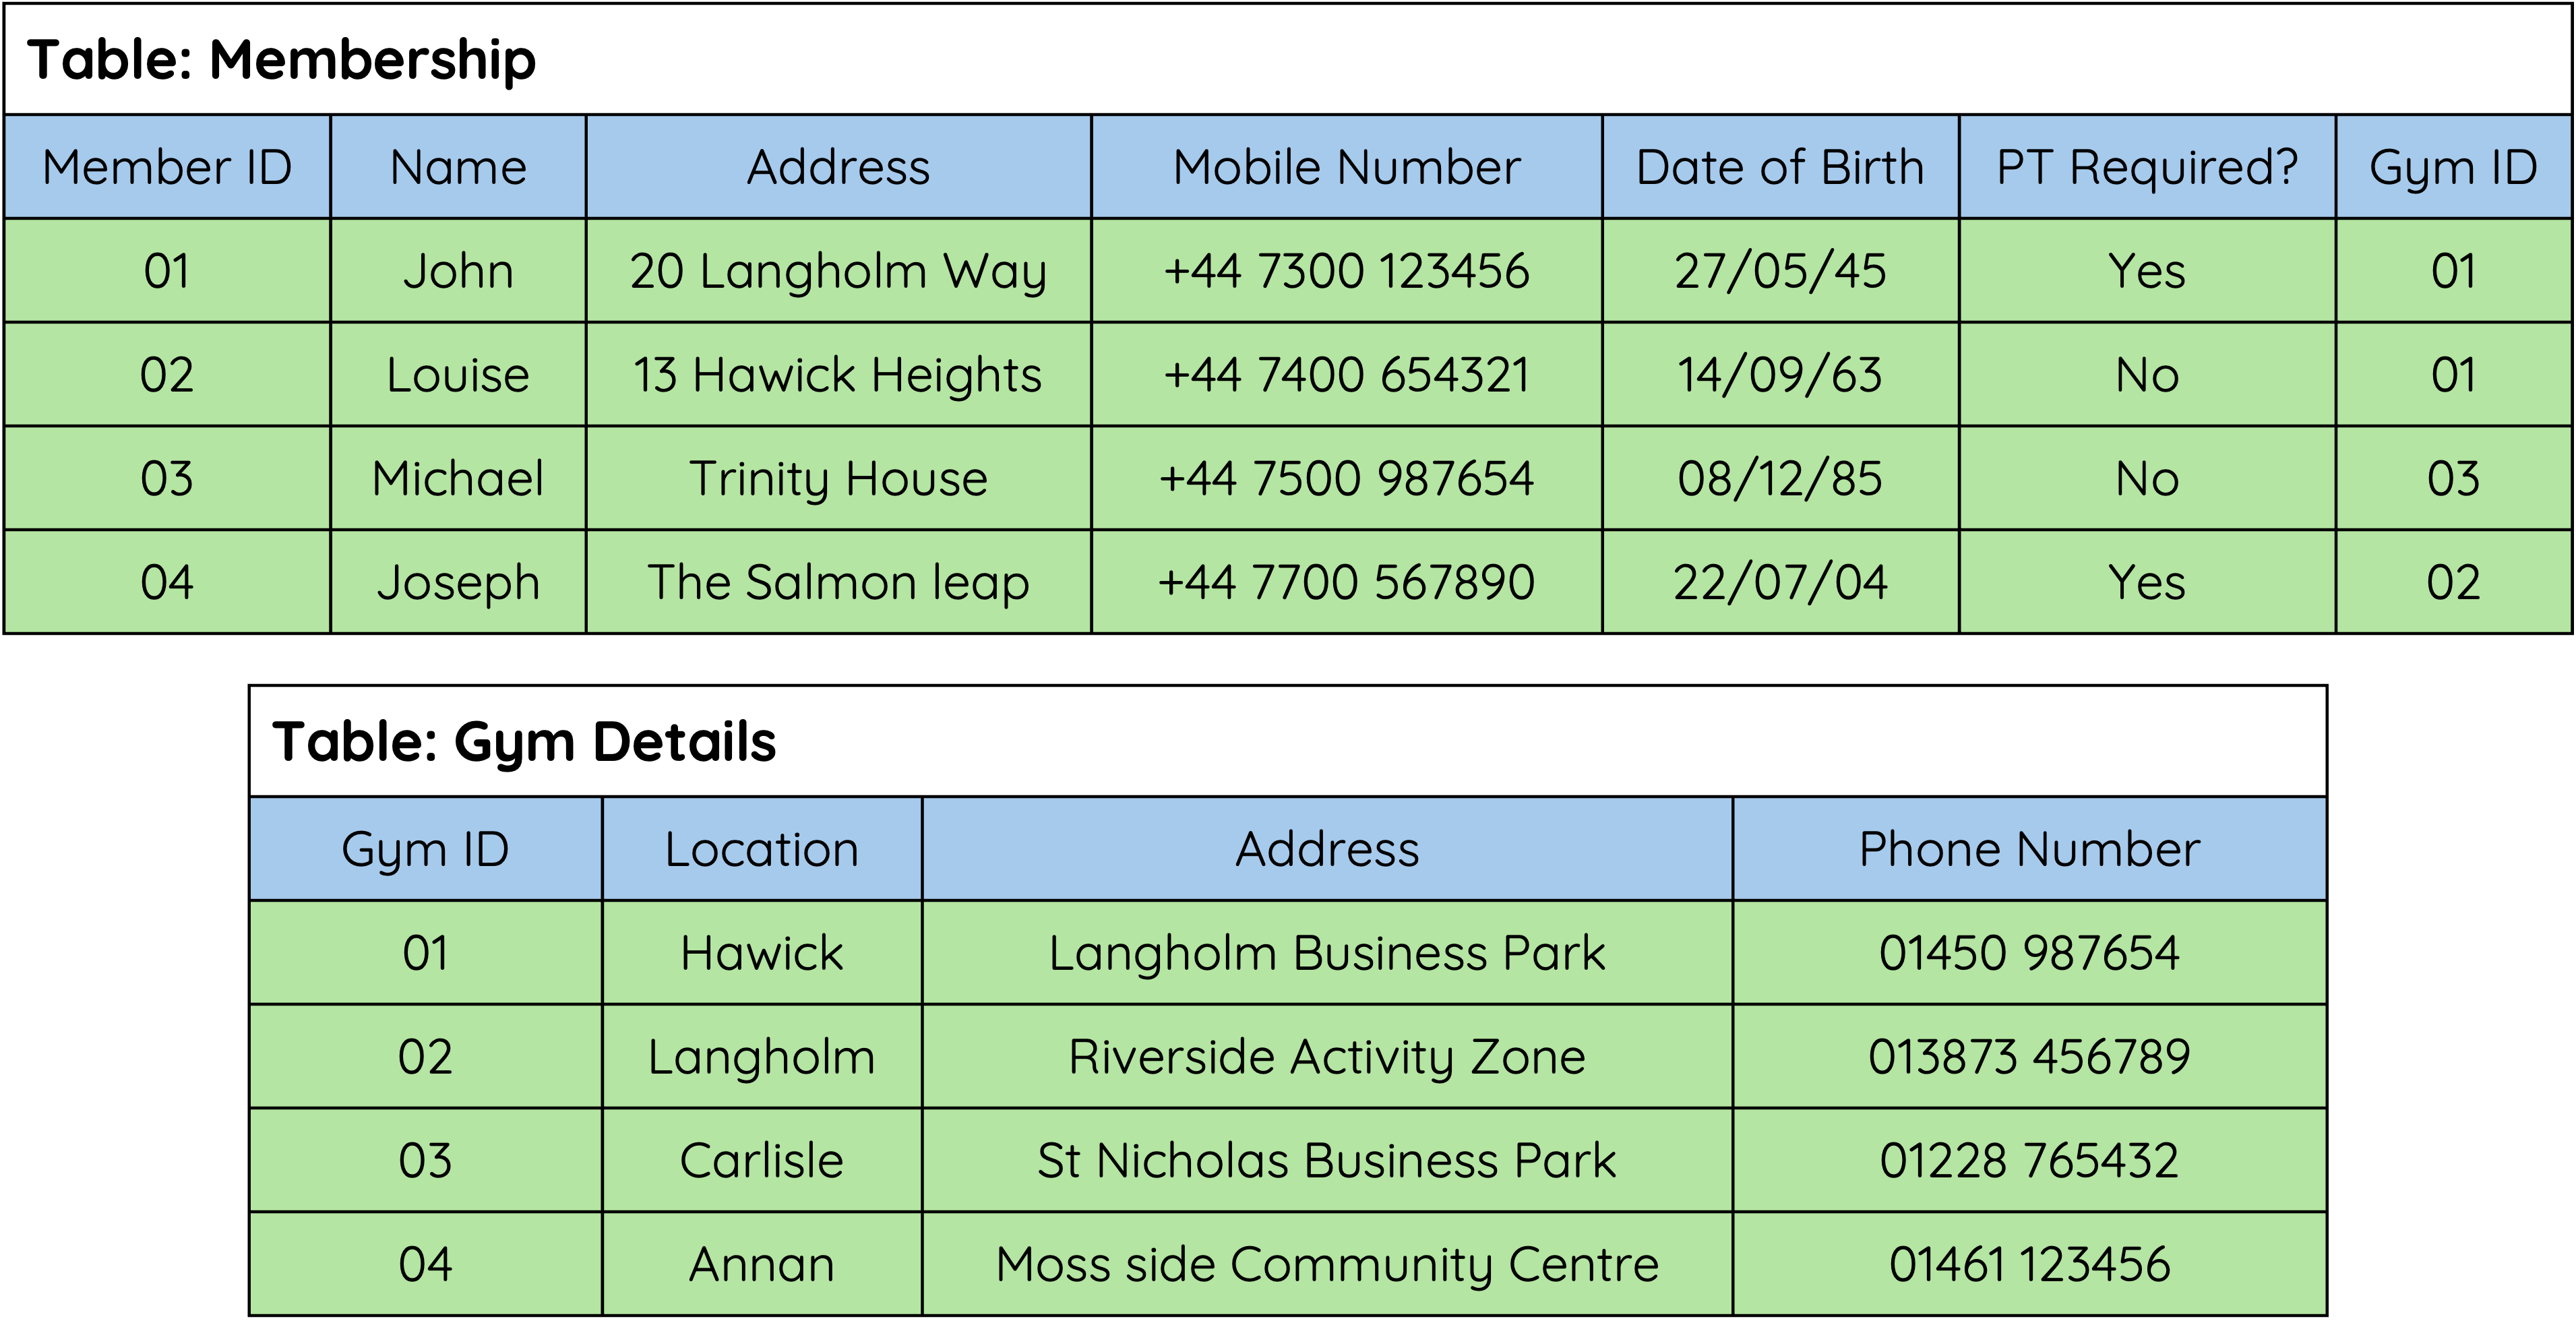 Table: Membership
Member ID Name Address Mobile Number Date of Birth PT Required? Gym ID
01 John 20 Langholm Way +44 7300 123456 27/05/45 Yes 01
02 Louise 13 Hawick Heights +44 7400 654321 14/09/63 No 01
03 Michael Trinity House +44 7500 987654 08/12/85 No 03
04 Joseph The Salmon leap +44 7700 567890 22/07/04 Yes 02
Table: Gym Details
Gym ID Location Address Phone Number
01 Hawick Langholm Business Park 01450 987654
02 Langholm Riverside Activity Zone 013873 456789
03 Carlisle St Nicholas Business Park 01228 765432
04 Annan Moss side Community Centre 01461 123456